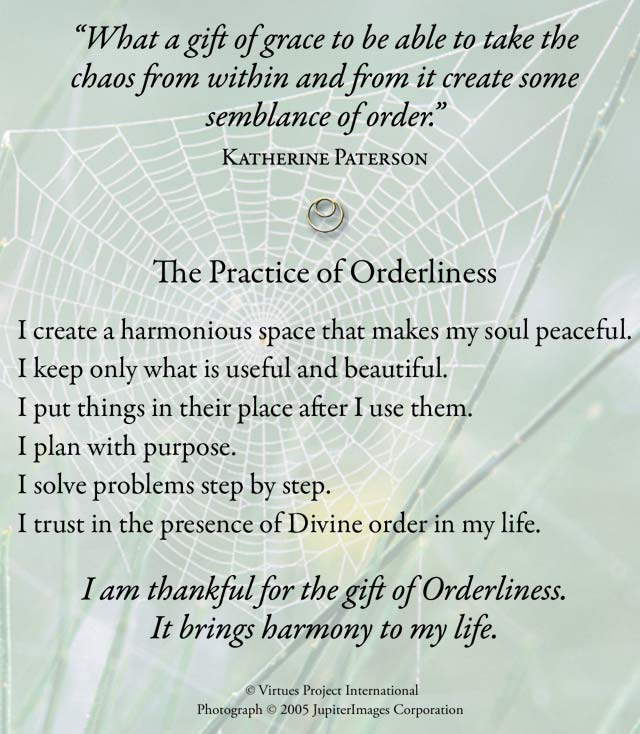 “What a gift of grace to be able to take the
chaos from within and from it create some
semblance of order.”
Katherine Paterson
The Practice of Orderliness
I create a harmonious space that makes my soul peaceful.
I keep only what is useful and beautiful.
I put things in their place after I use them.
I plan with purpose.
I solve problems step by step.
I trust in the presence of Divine order in my life.
I am thankful for the gift of Orderliness.
It brings harmony to my life.
© Virtues Project International
Photograph © 2005 JupiterImages Corporation